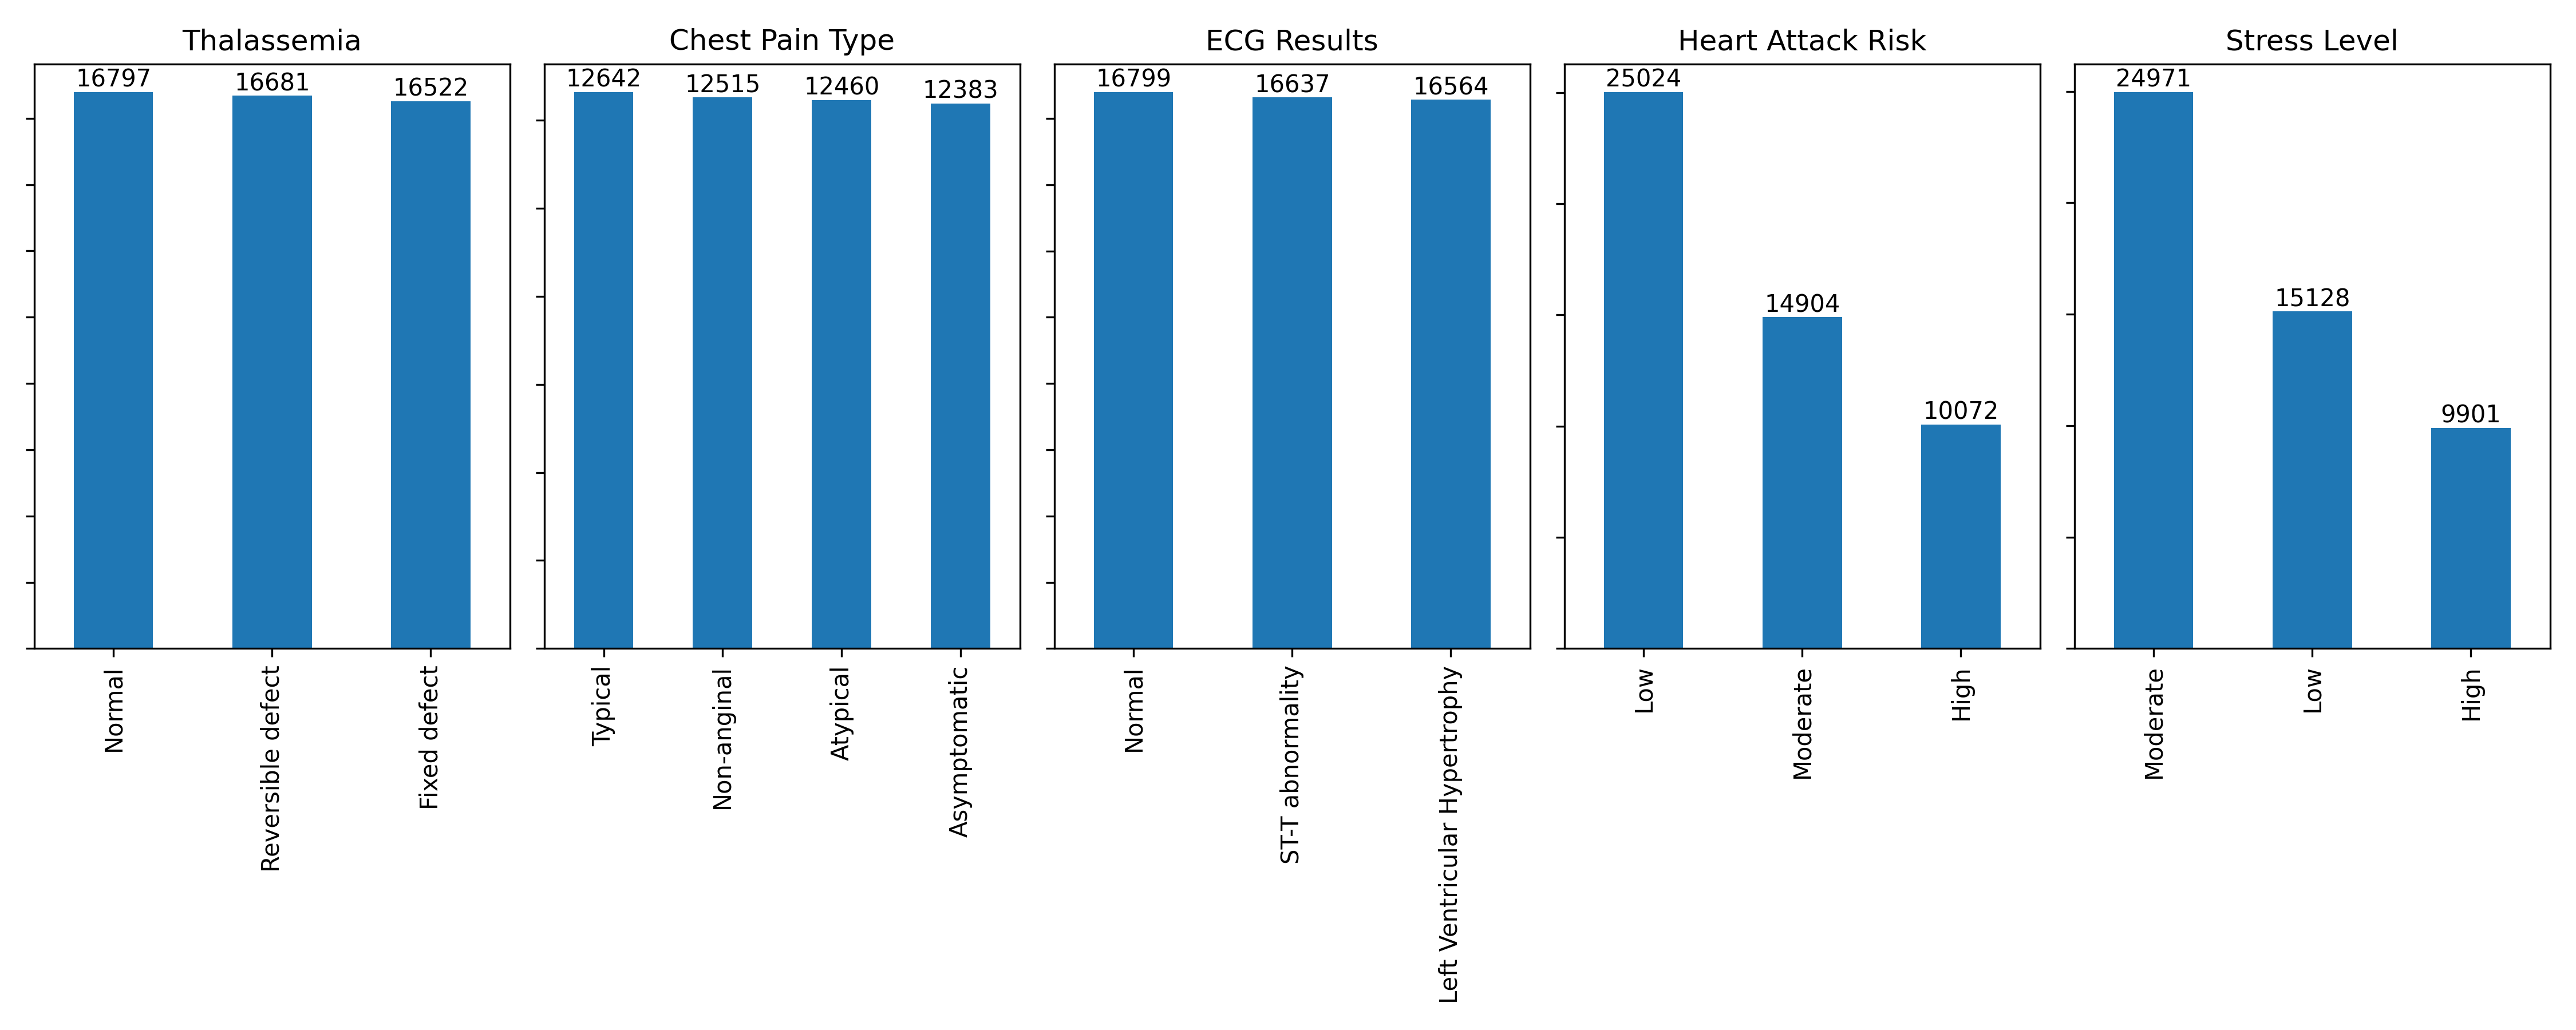 Thalassemia
16797
16681
16522
Normal
Reversible defect
Fixed defect
Chest Pain Type
12642
12515
12460
12383
Typical
Non-anginal
Atypical
Asymptomatic
ECG Results
16799
16637
16564
Normal
ST-T abnormality
Left Ventricular Hypertrophy
Heart Attack Risk
25024
14904
10072
Low
Moderate
High
Stress Level
24971
15128
9901
Moderate
Low
High